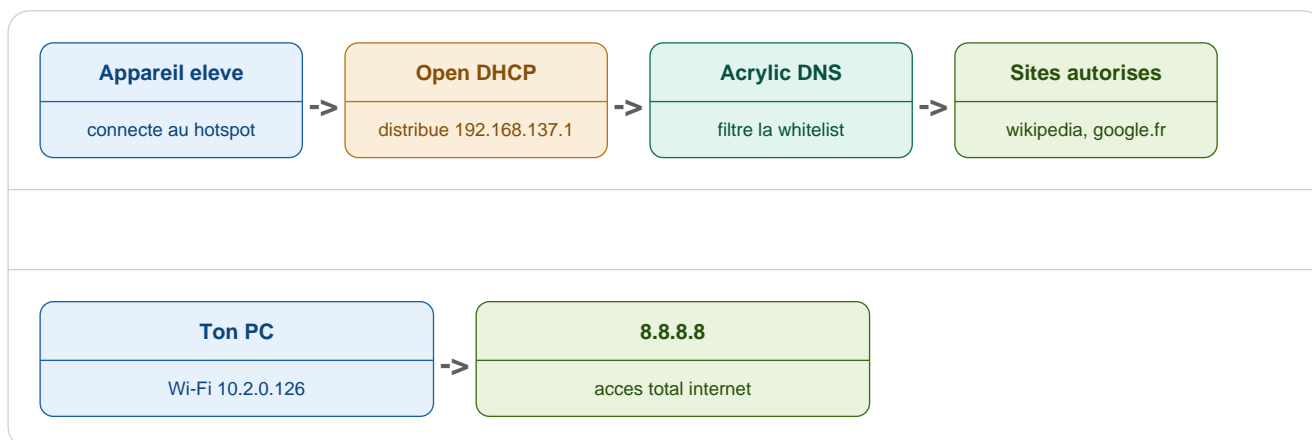 Appareil eleve
connecte au hotspot
->
Open DHCP
distribue 192.168.137.1
->
Acrylic DNS
filtre la whitelist
->
Sites autorises
wikipedia, google.fr
Ton PC
Wi-Fi 10.2.0.126
->
8.8.8.8
acces total internet